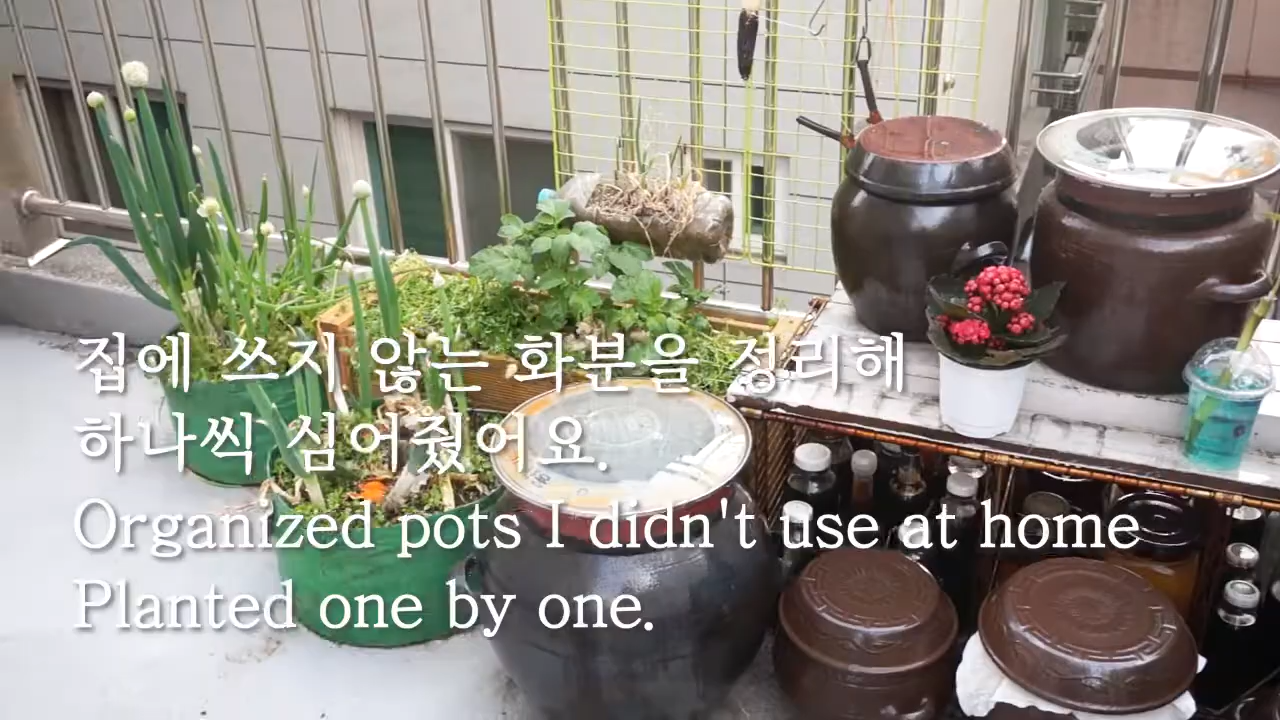 집에 쓰지 않는 화분을 정리해
하나씩 심어줬어요.
Organized pots I didn't use at home
Planted one by one.